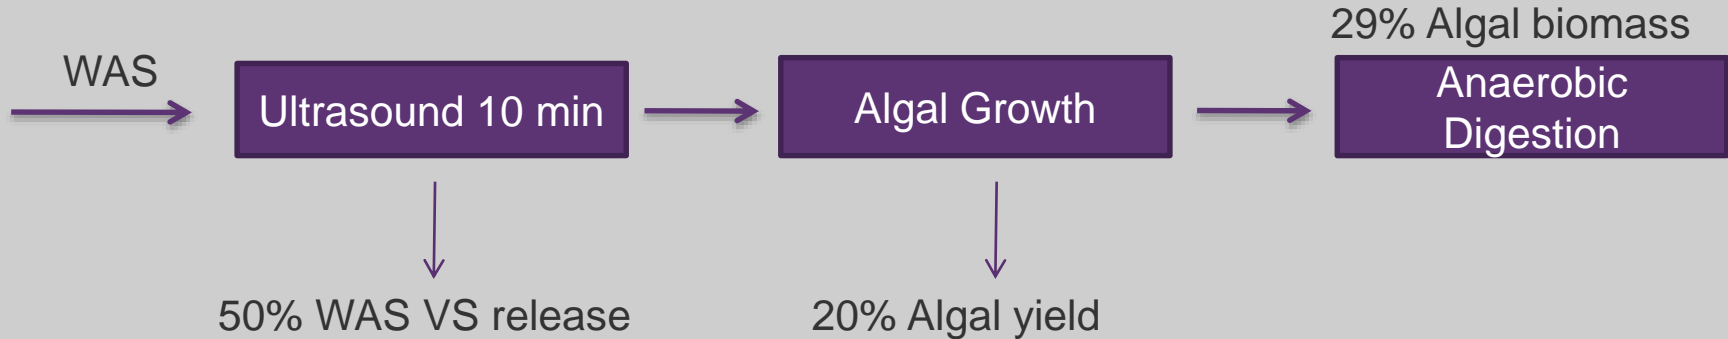 WAS
Ultrasound 10 min
Algal Growth
29% Algal biomass
Anaerobic
Digestion
50% WAS VS release
20% Algal yield